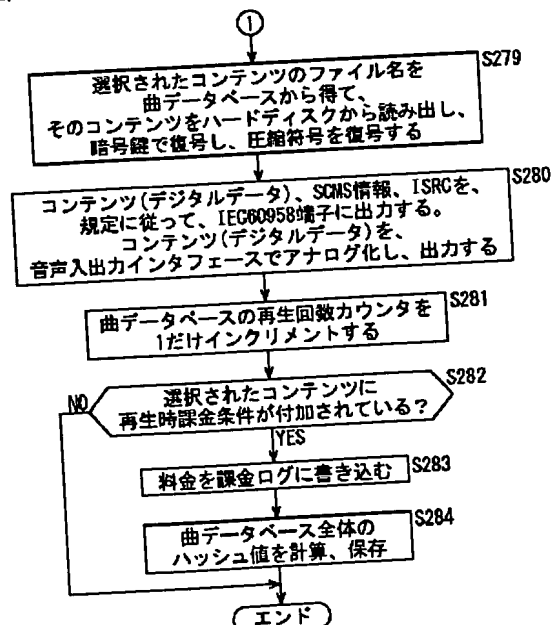 1
選択されたコンテンツのファイル名を
曲データベースから得て、
そのコンテンツをハードディスクから読み出し、
暗号鍵で復号し、圧縮符号を復号する
S279
コンテンツ(デジタルデータ)、SCMS情報、ISRCを、
規定に従って、IEC60958端子に出力する。
コンテンツ(デジタルデータ)を、
音声入出力インタフェースでアナログ化し、出力する
S280
曲データベースの再生回数カウンタを
1だけインクリメントする
S281
選択されたコンテンツに
再生時課金条件が付加されている？
S282
NO
YES
料金を課金ログに書き込む
S283
曲データベース全体の
ハッシュ値を計算、保存
S284
エンド